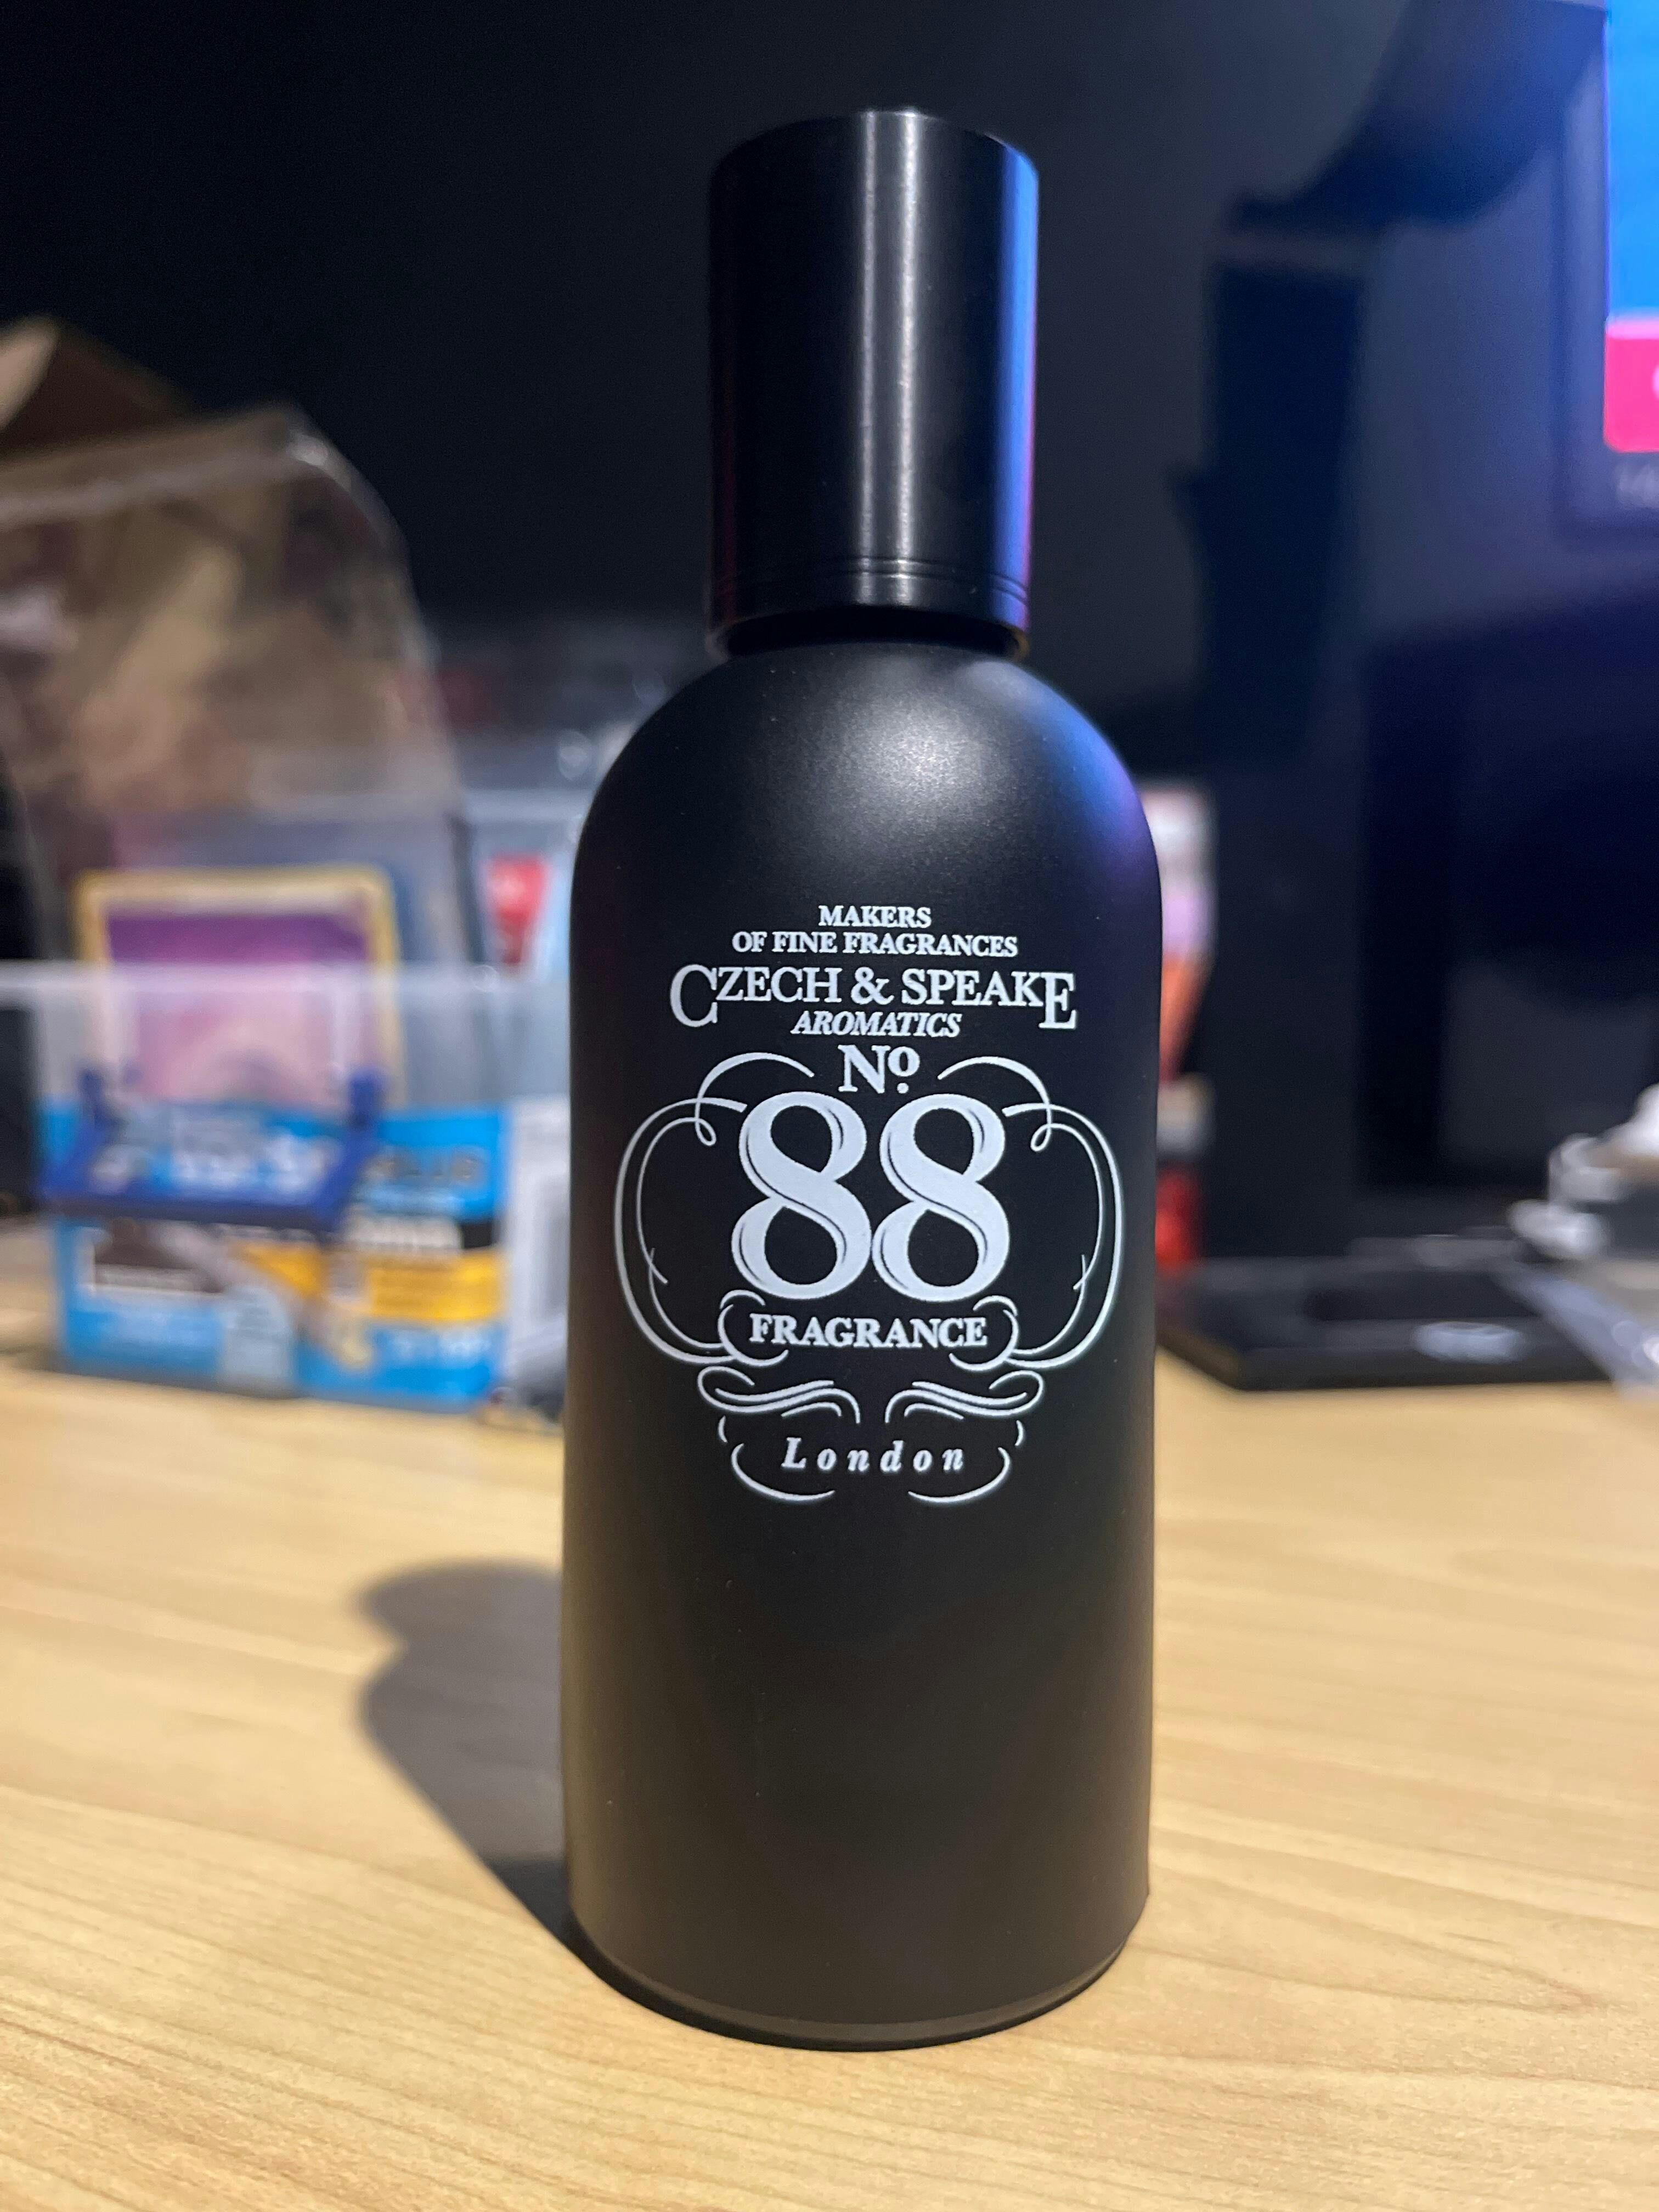 MAKERS
OF FINE FRAGRANCES
CZECH & SPEAKE
AROMATICS
Nº
88
FRAGRANCE
London